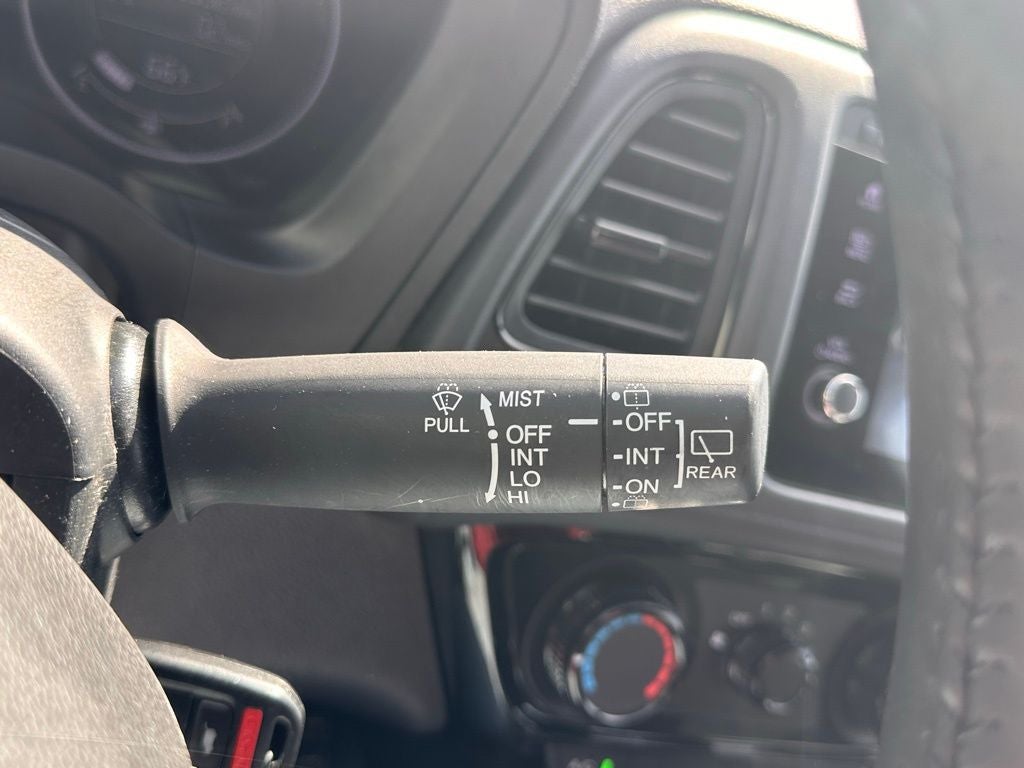 MIST
PULL
OFF
INT
LO
HI
OFF
INT
ON
REAR